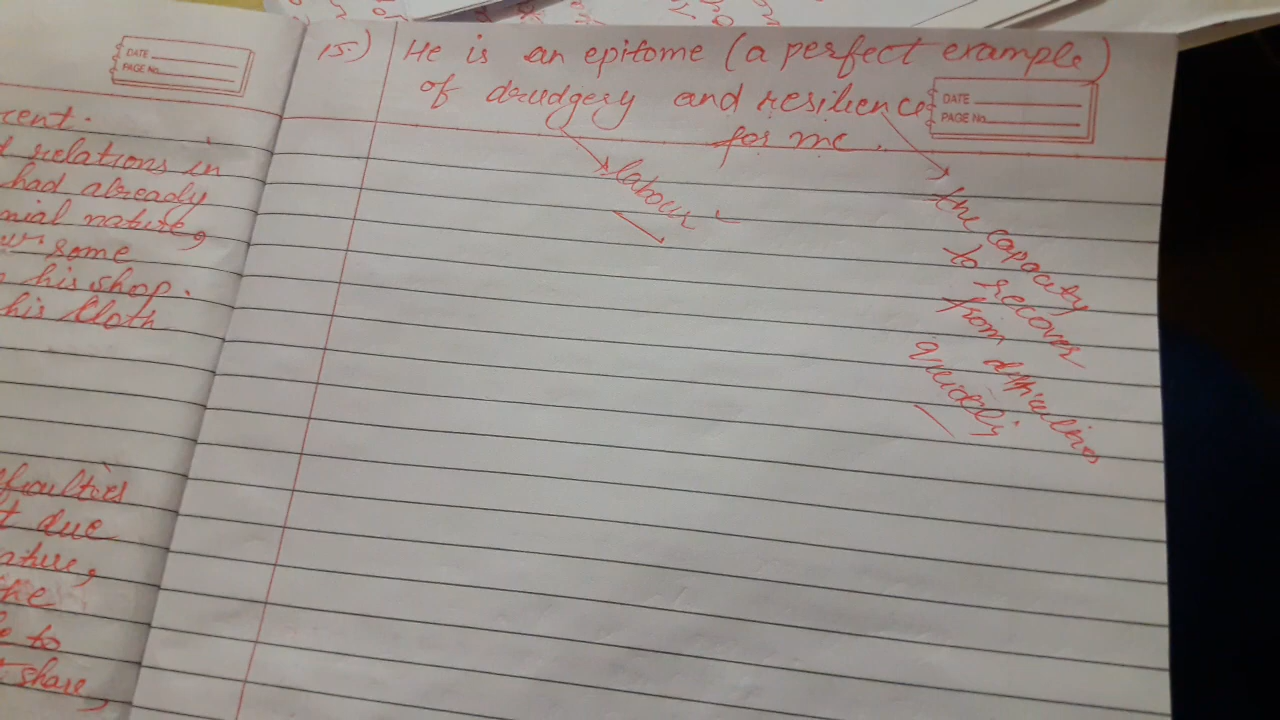 DATE
PAGE No.
cent.
relations in
had already
nial nature,
some
his shop.
his cloth
fficulties
t due
ature,
to
share,
15.) He is an epitome (a perfect example)
of drudgery and resilience
for me.
DATE
PAGE No.
labour
the capacity
to recover
from difficulties
quickly